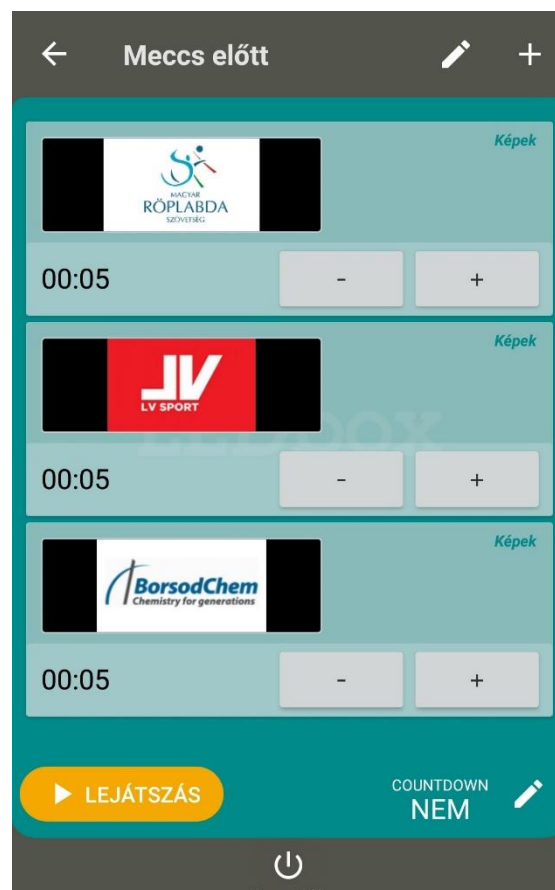 Meccs előtt
Képek
MAGYAR
RÖPLABDA
SZÖVETSÉG
00:05
-
+
Képek
LV
LV SPORT
LEDBOX
00:05
-
+
Képek
BorsodChem
Chemistry for generations
00:05
-
+
LEJÁTSZÁS
COUNTDOWN
NEM